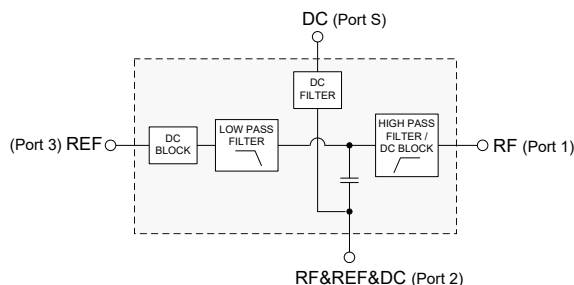 DC (Port S)
DC
FILTER
(Port 3) REF
DC
BLOCK
LOW PASS
FILTER
HIGH PASS
FILTER /
DC BLOCK
RF (Port 1)
RF&REF&DC (Port 2)